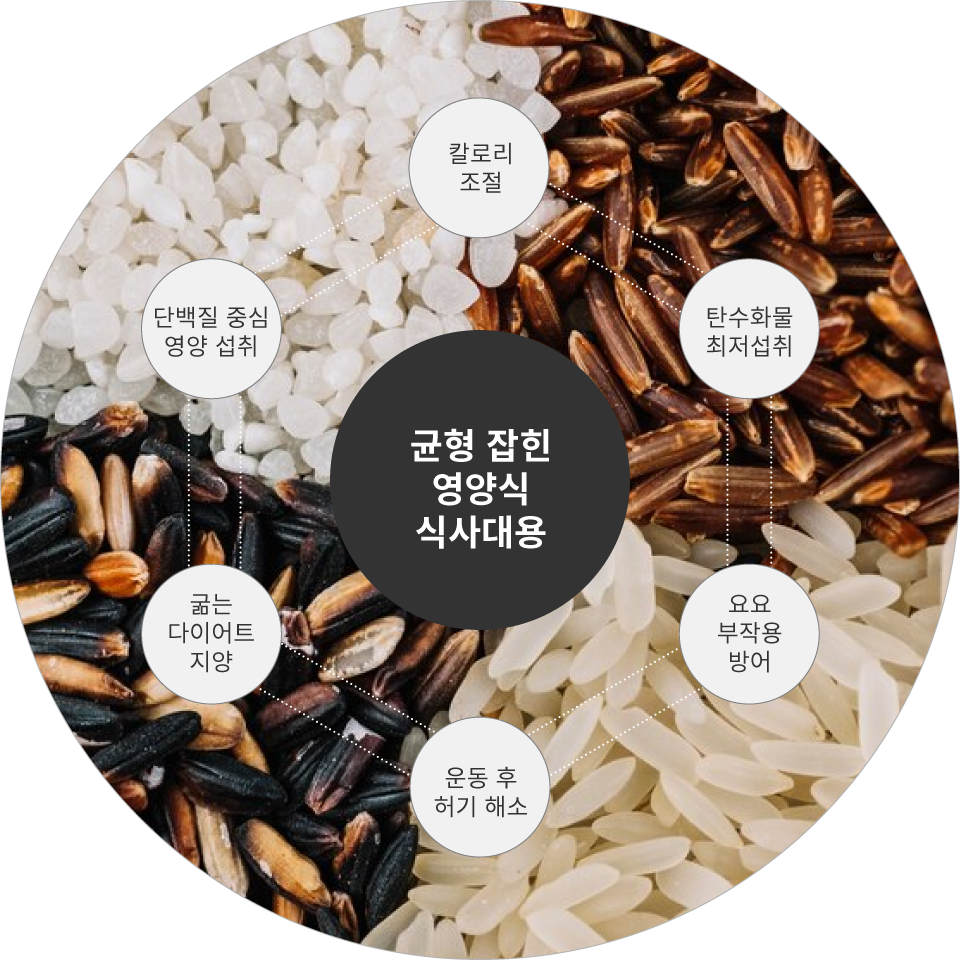 칼로리
조절
단백질 중심
영양 섭취
탄수화물
최저섭취
균형 잡힌
영양식
식사대용
굶는
다이어트
지양
요요
부작용
방어
운동 후
허기 해소